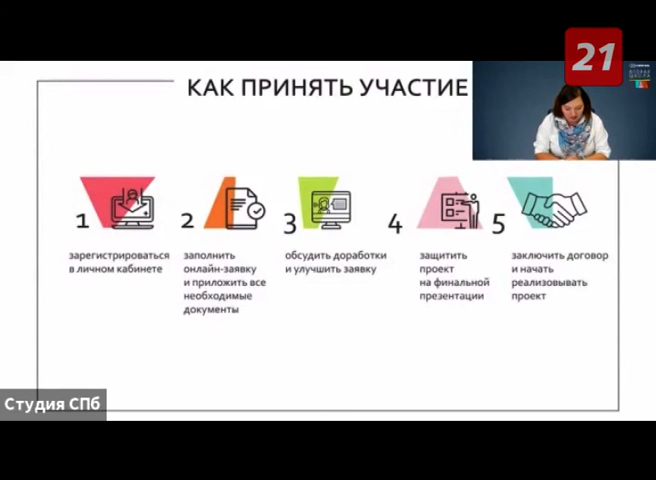 21
КАК ПРИНЯТЬ УЧАСТИЕ
1
зарегистрироваться
в личном кабинете
2
заполнить
онлайн-заявку
и приложить все
необходимые
документы
3
обсудить доработки
и улучшить заявку
4
защитить
проект
на финальной
презентации
5
заключить договор
и начать
реализовывать
проект
Студия СПб